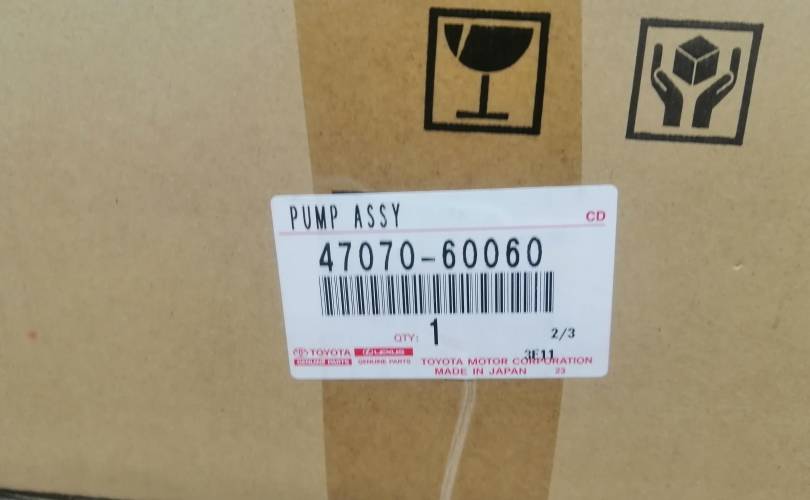 PUMP ASSY CD
47070-60060
QTY: 1
2/3
3E11
TOYOTA LEXUS
GENUINE PARTS GENUINE PARTS
TOYOTA MOTOR CORPORATION
MADE IN JAPAN 23